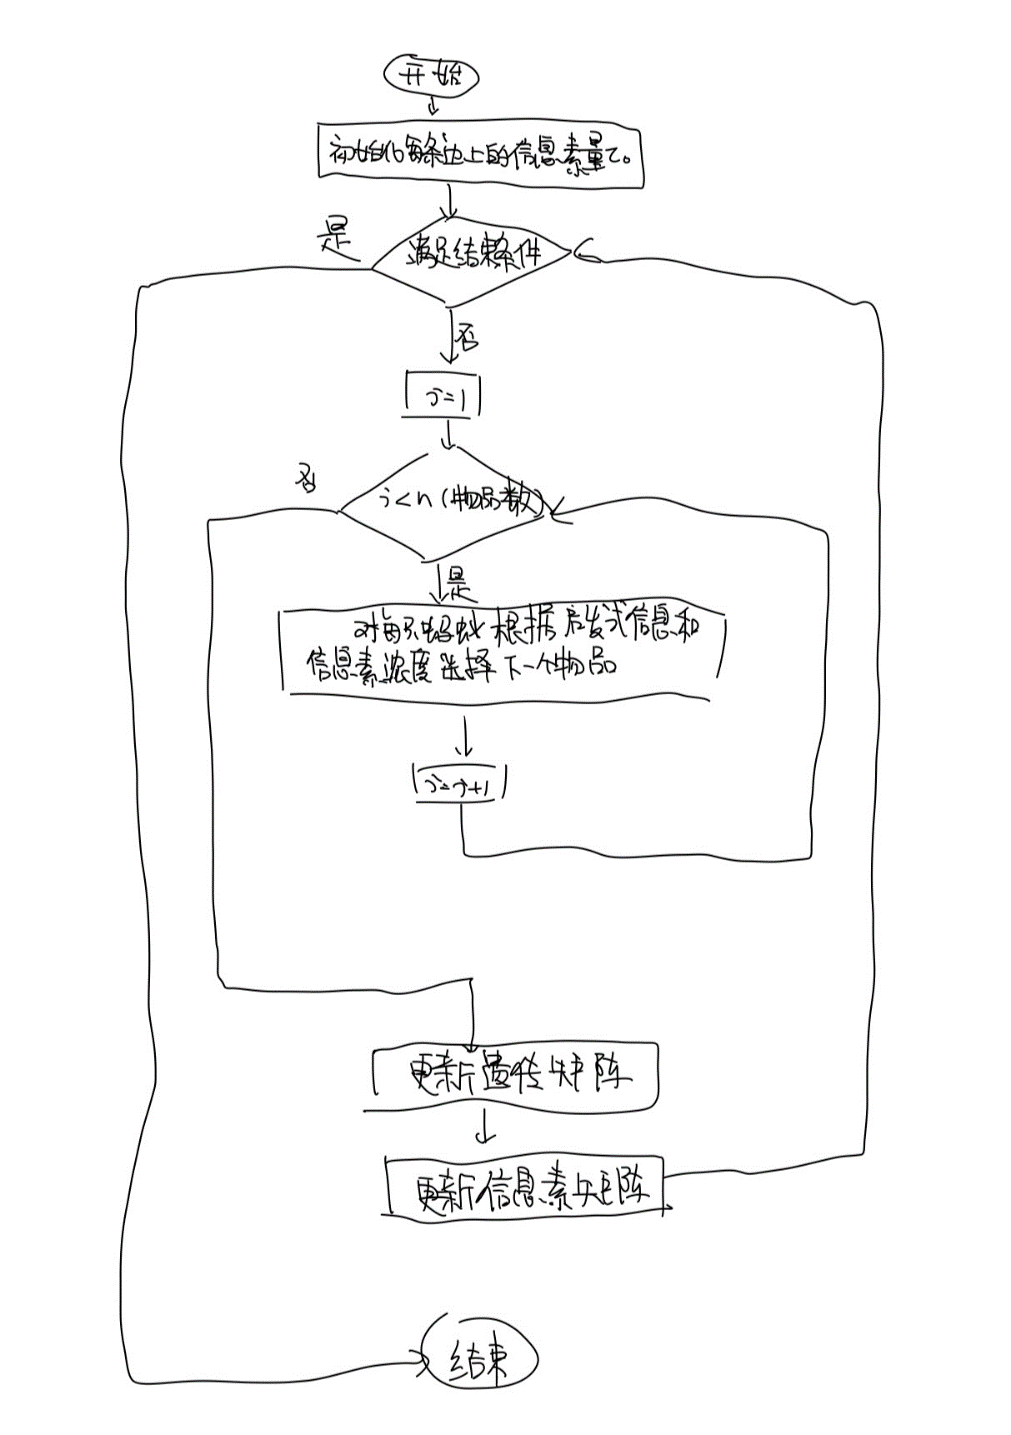 开始
初始化每条边上的信息素量τ。
是
满足结束条件
否
i=1
否
i<n(物品数)
是
对每只蚂蚁根据启发式信息和
信息素浓度选择下一个物品
i=i+1
更新遗传矩阵
更新信息素矩阵
结束